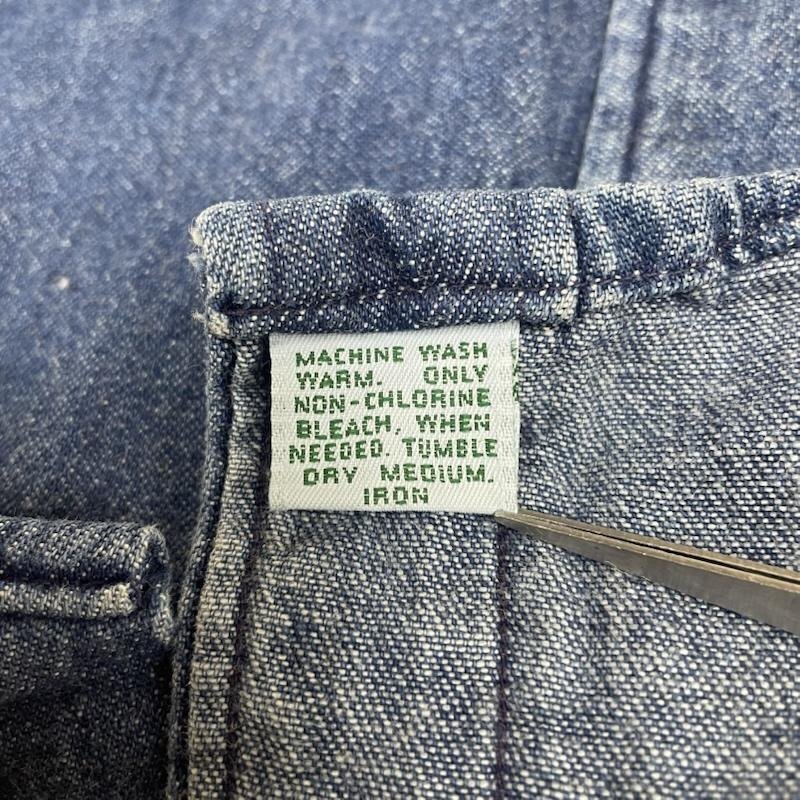 MACHINE WASH
WARM. ONLY
NON-CHLORINE
BLEACH, WHEN
NEEDED. TUMBLE
DRY MEDIUM.
IRON